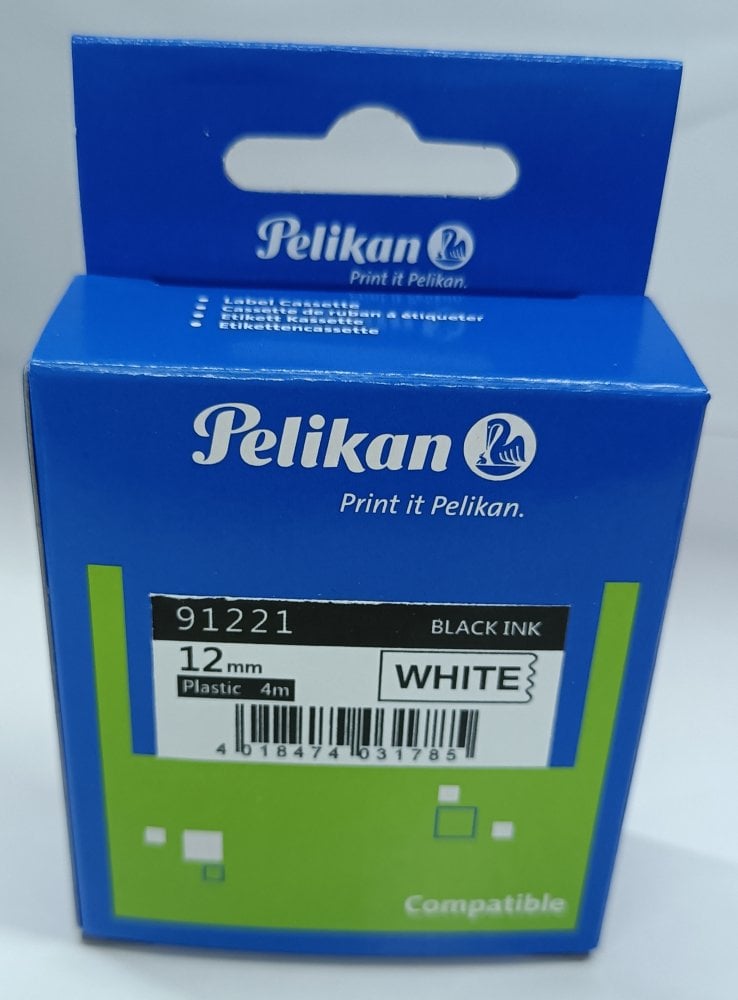 Pelikan
Print it Pelikan.
Label Cassette
Cassette de ruban à étiqueter
Etikett Kassette
Etikettencassette
Pelikan
Print it Pelikan.
91221 BLACK INK
12mm
Plastic 4m
WHITE
4 018474 031785
Compatible